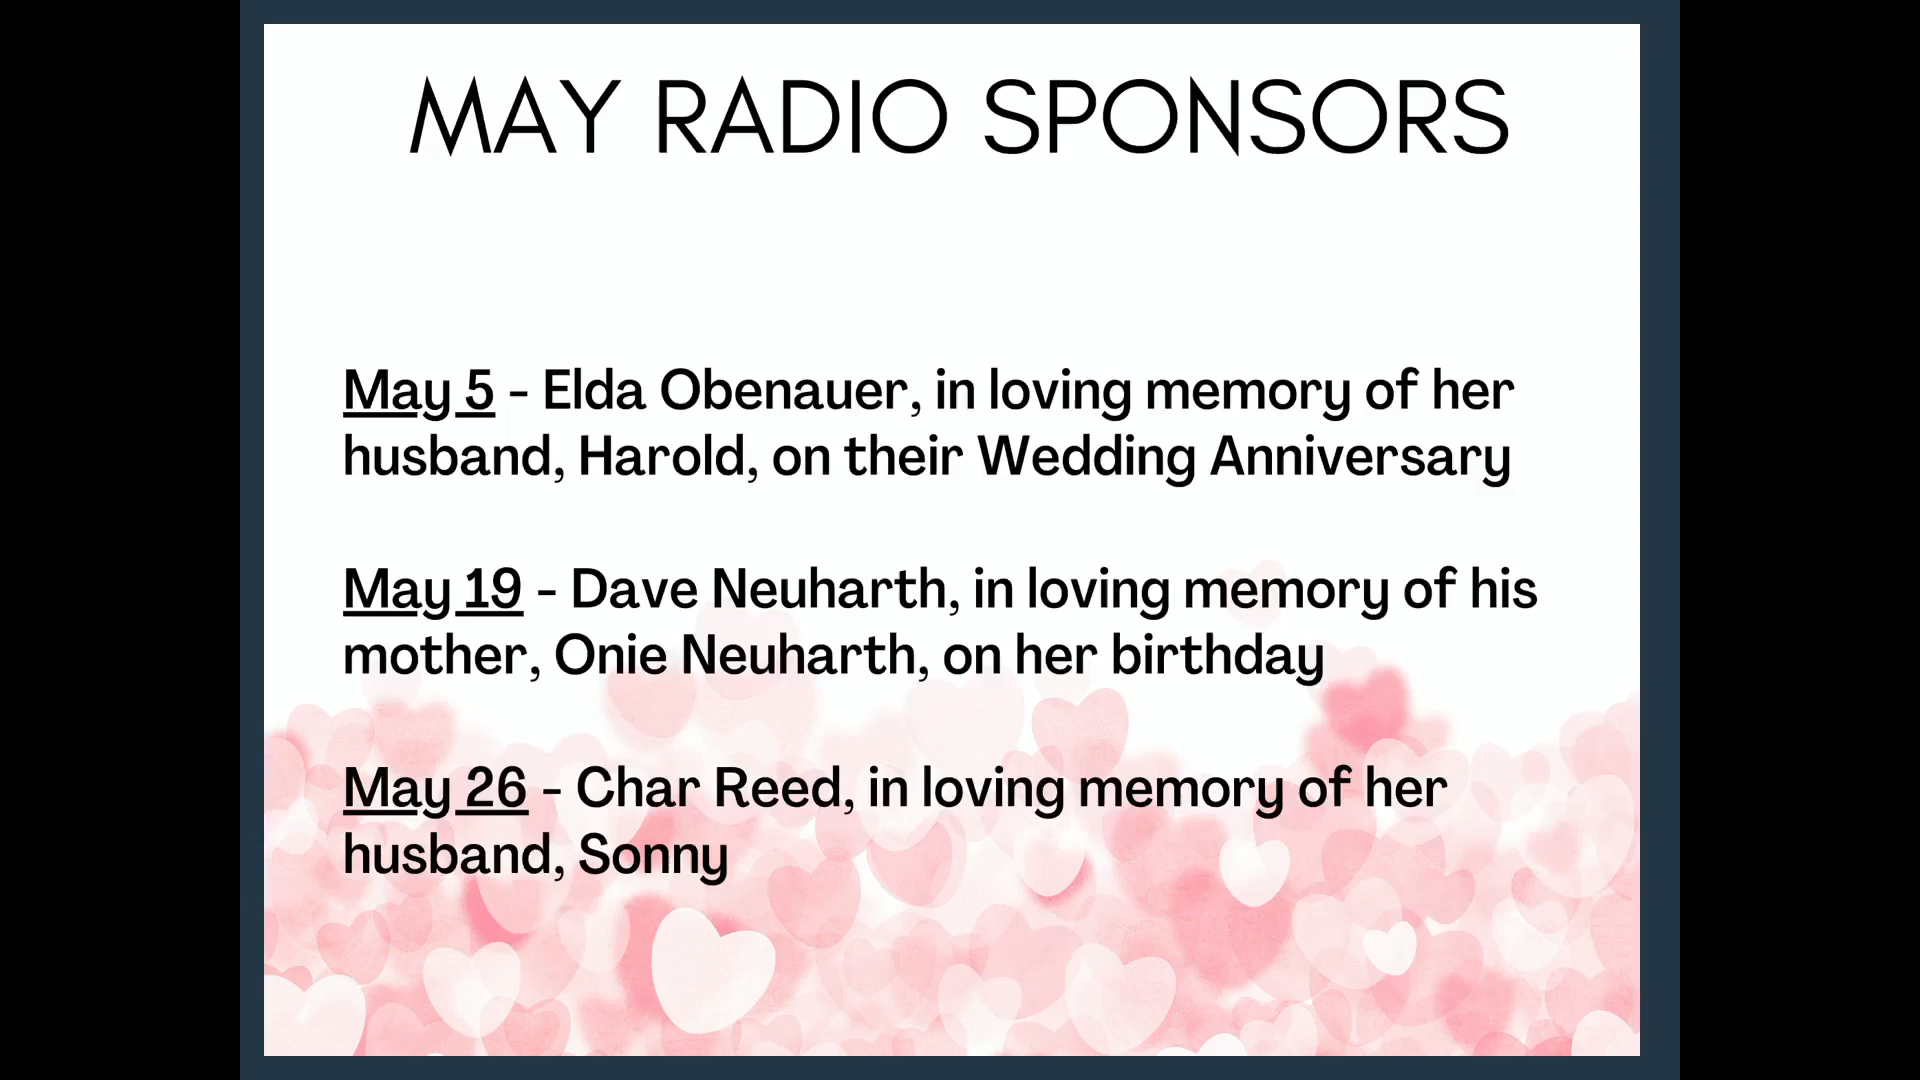 MAY RADIO SPONSORS
May 5 - Elda Obenauer, in loving memory of her
husband, Harold, on their Wedding Anniversary
May 19 - Dave Neuharth, in loving memory of his
mother, Onie Neuharth, on her birthday
May 26 - Char Reed, in loving memory of her
husband, Sonny